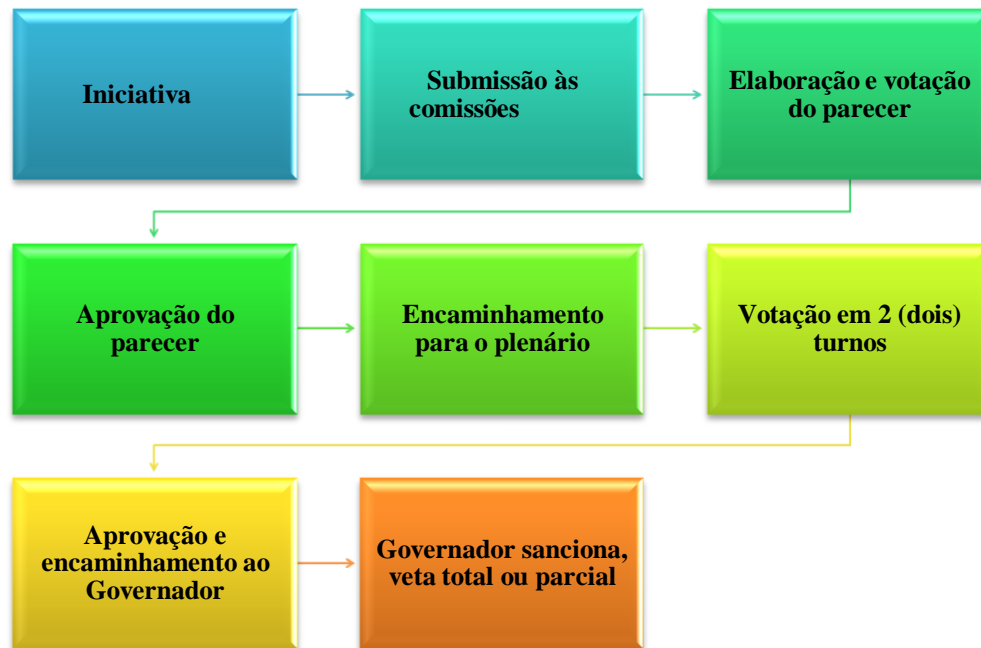 Iniciativa
Submissão às
comissões
Elaboração e votação
do parecer
Aprovação do
parecer
Encaminhamento
para o plenário
Votação em 2 (dois)
turnos
Aprovação e
encaminhamento ao
Governador
Governador sanciona,
veta total ou parcial